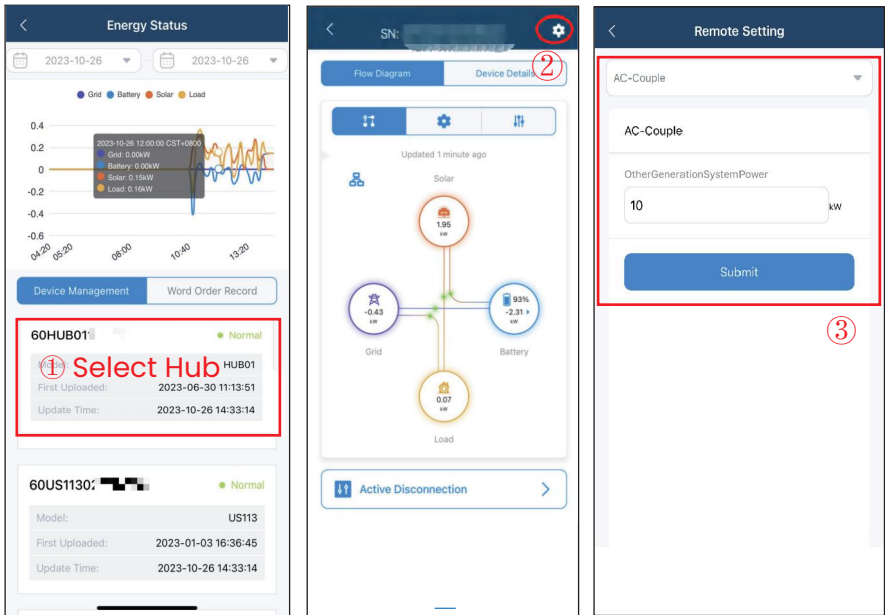 Energy Status
2023-10-26
2023-10-26
Grid Battery Solar Load
0.4
0.2
0
-0.2
-0.4
-0.6
2023-10-26 12:00:00 CST+0800
Grid: 0.00kW
Battery: 0.00kW
Solar: 0.15kW
Load: 0.16kW
04:20 05:20 08:00 10:40 13:20
Device Management
Word Order Record
60HUB01
Normal
① Select Hub
Model: HUB01
First Uploaded: 2023-06-30 11:13:51
Update Time: 2023-10-26 14:33:14
60US11302
Normal
Model: US113
First Uploaded: 2023-01-03 16:36:45
Update Time: 2023-10-26 14:33:14
SN:
②
Flow Diagram
Device Details
Updated 1 minute ago
Solar
1.95
kW
-0.43
kW
Grid
93%
-2.31
kW
Battery
0.07
kW
Load
Active Disconnection
Remote Setting
AC-Couple
AC-Couple
OtherGenerationSystemPower
10 kW
Submit
③